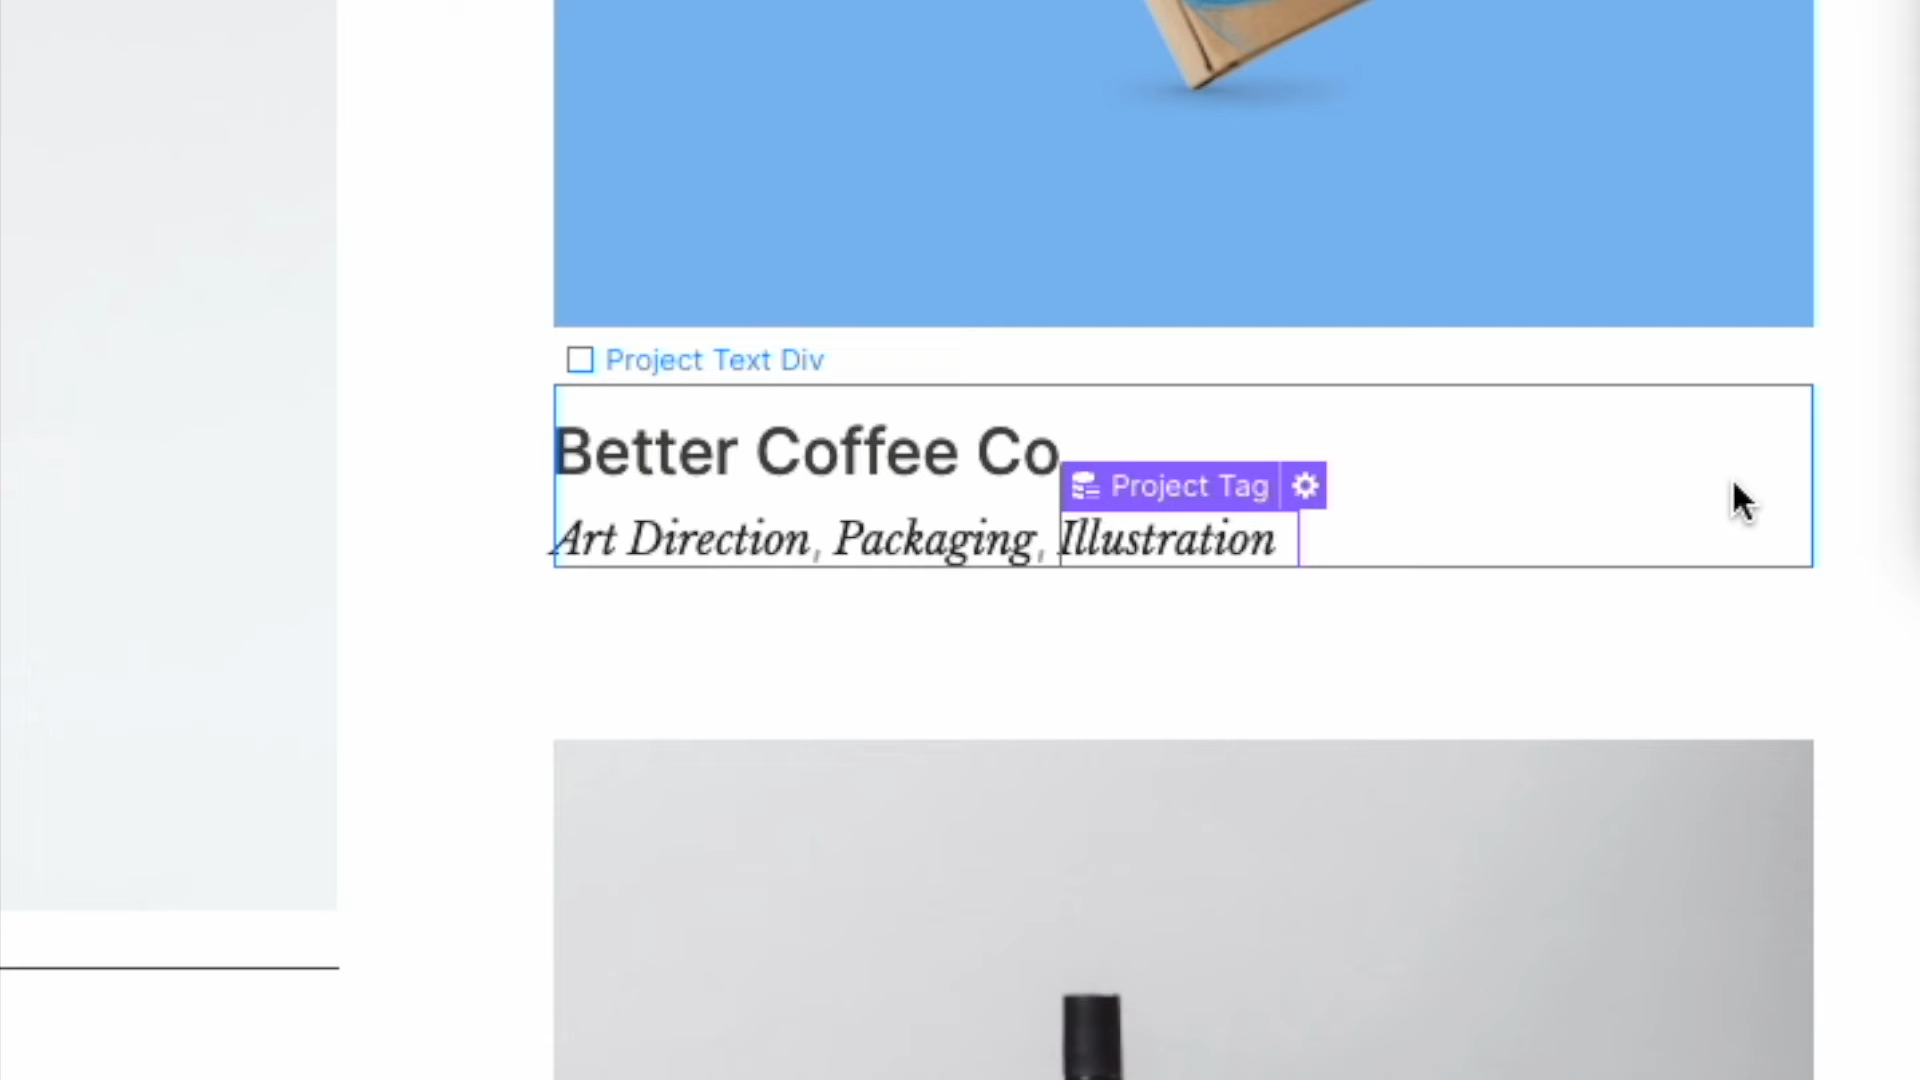 Project Text Div
Better Coffee Co
Project Tag
Art Direction, Packaging, Illustration